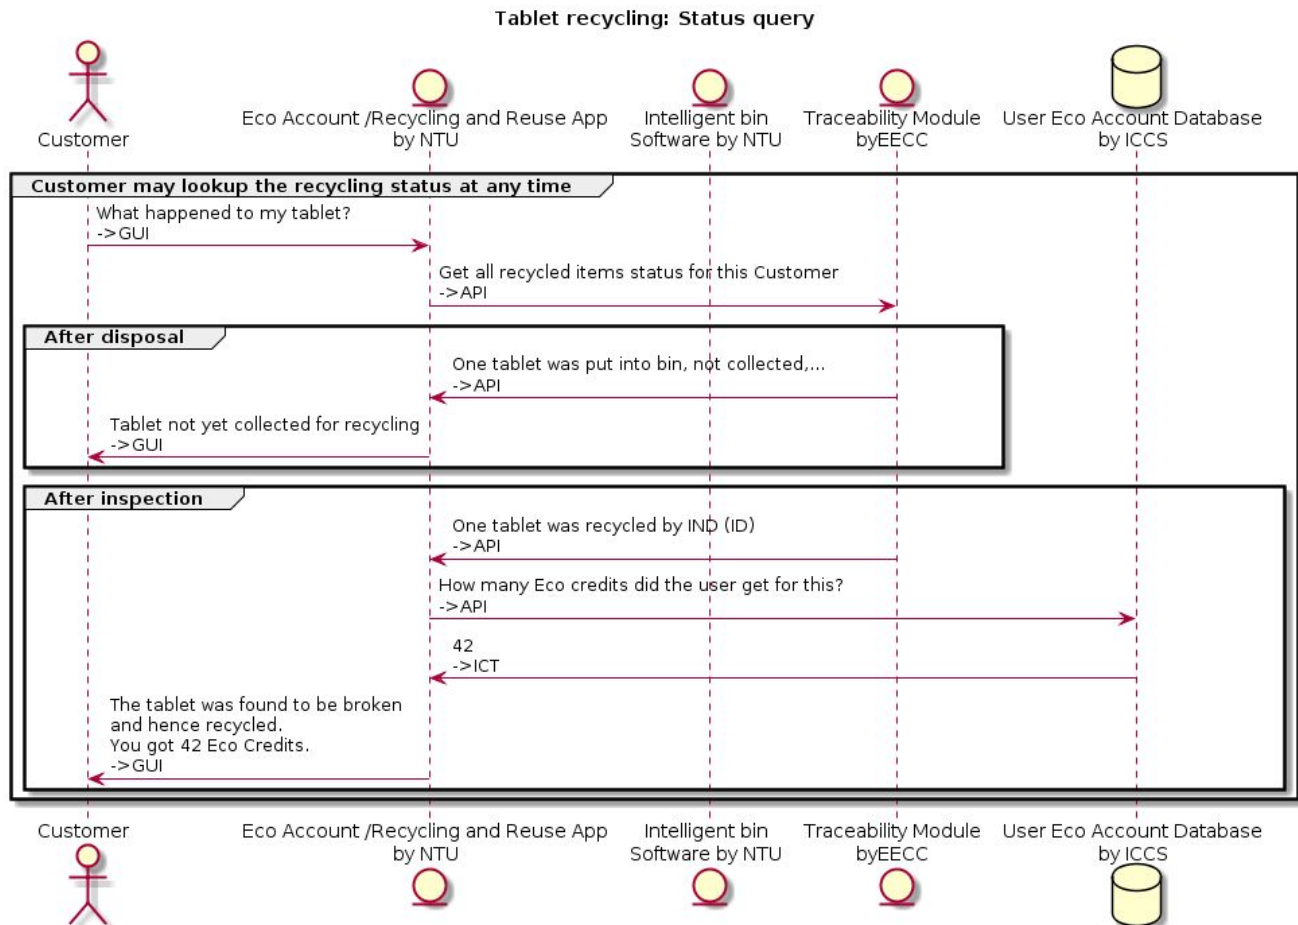 Tablet recycling: Status query
Customer
Eco Account /Recycling and Reuse App
by NTU
Intelligent bin
Software by NTU
Traceability Module
byEECC
User Eco Account Database
by ICCS
Customer may lookup the recycling status at any time
What happened to my tablet?
->GUI
Get all recycled items status for this Customer
->API
After disposal
One tablet was put into bin, not collected,...
->API
Tablet not yet collected for recycling
->GUI
After inspection
One tablet was recycled by IND (ID)
->API
How many Eco credits did the user get for this?
->API
42
->ICT
The tablet was found to be broken
and hence recycled.
You got 42 Eco Credits.
->GUI
Customer
Eco Account /Recycling and Reuse App
by NTU
Intelligent bin
Software by NTU
Traceability Module
byEECC
User Eco Account Database
by ICCS